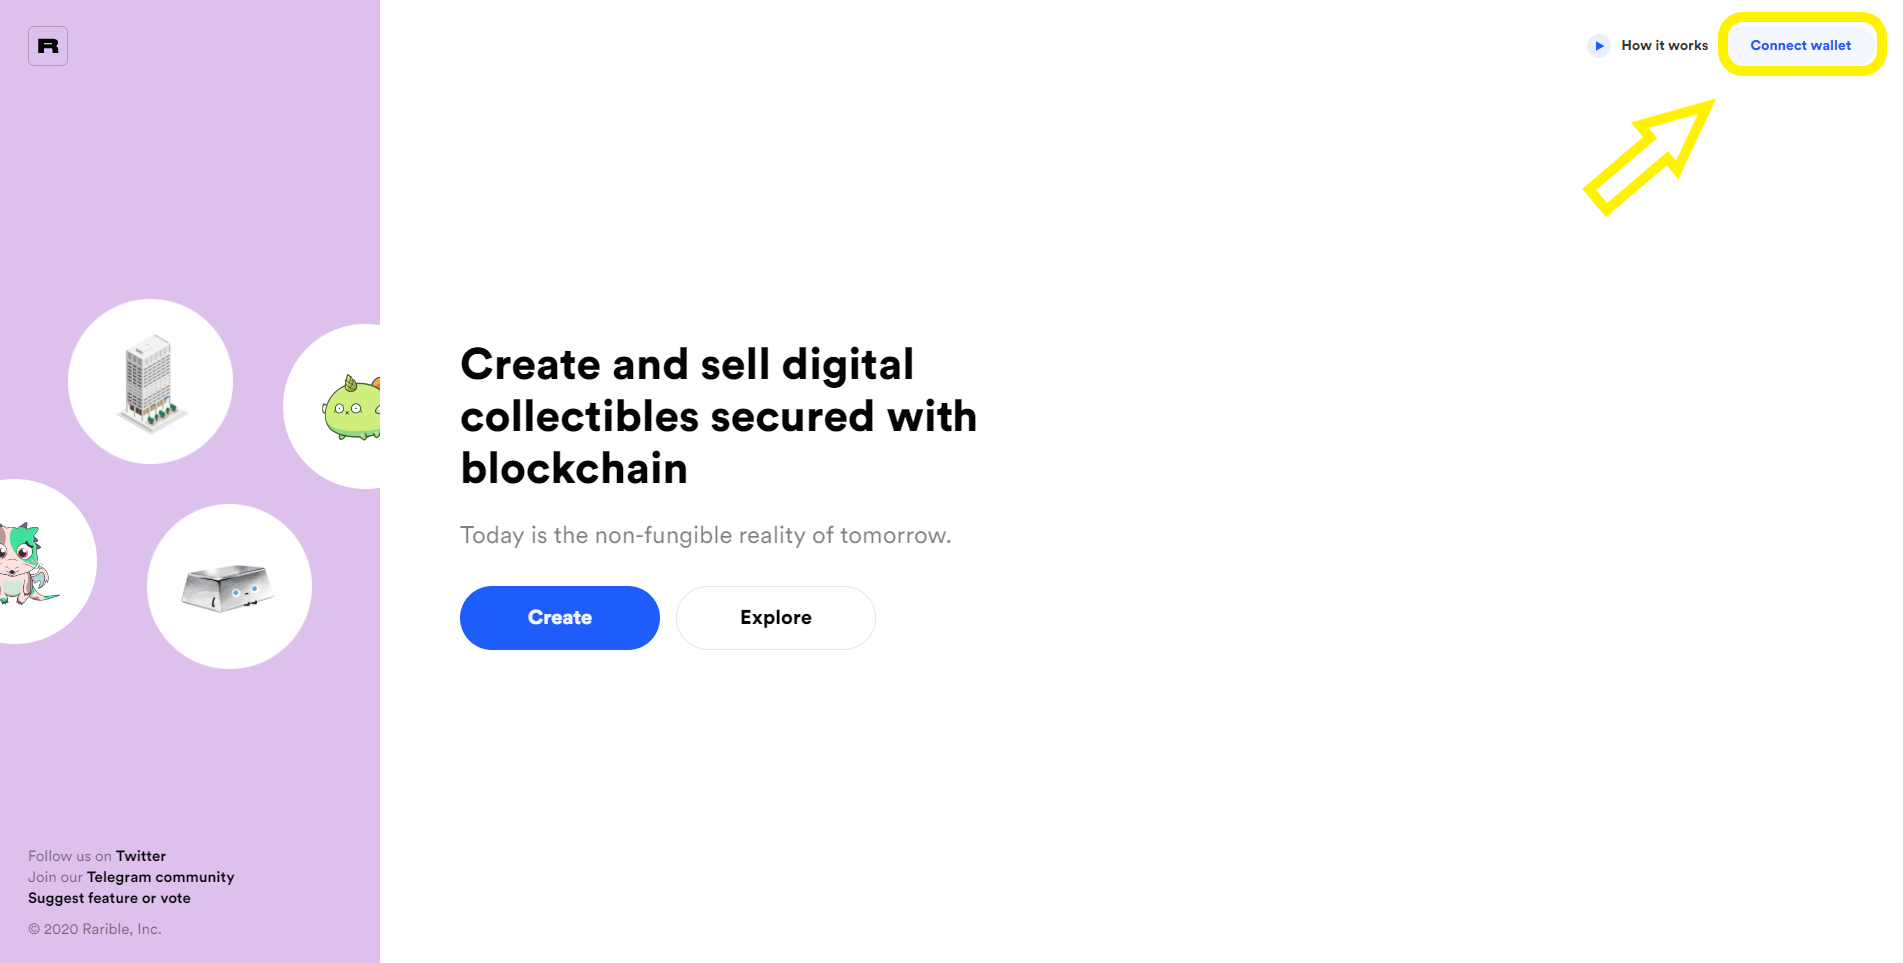 R
How it works
Connect wallet
Create and sell digital
collectibles secured with
blockchain
Today is the non-fungible reality of tomorrow.
Create
Explore
Follow us on Twitter
Join our Telegram community
Suggest feature or vote
© 2020 Rarible, Inc.